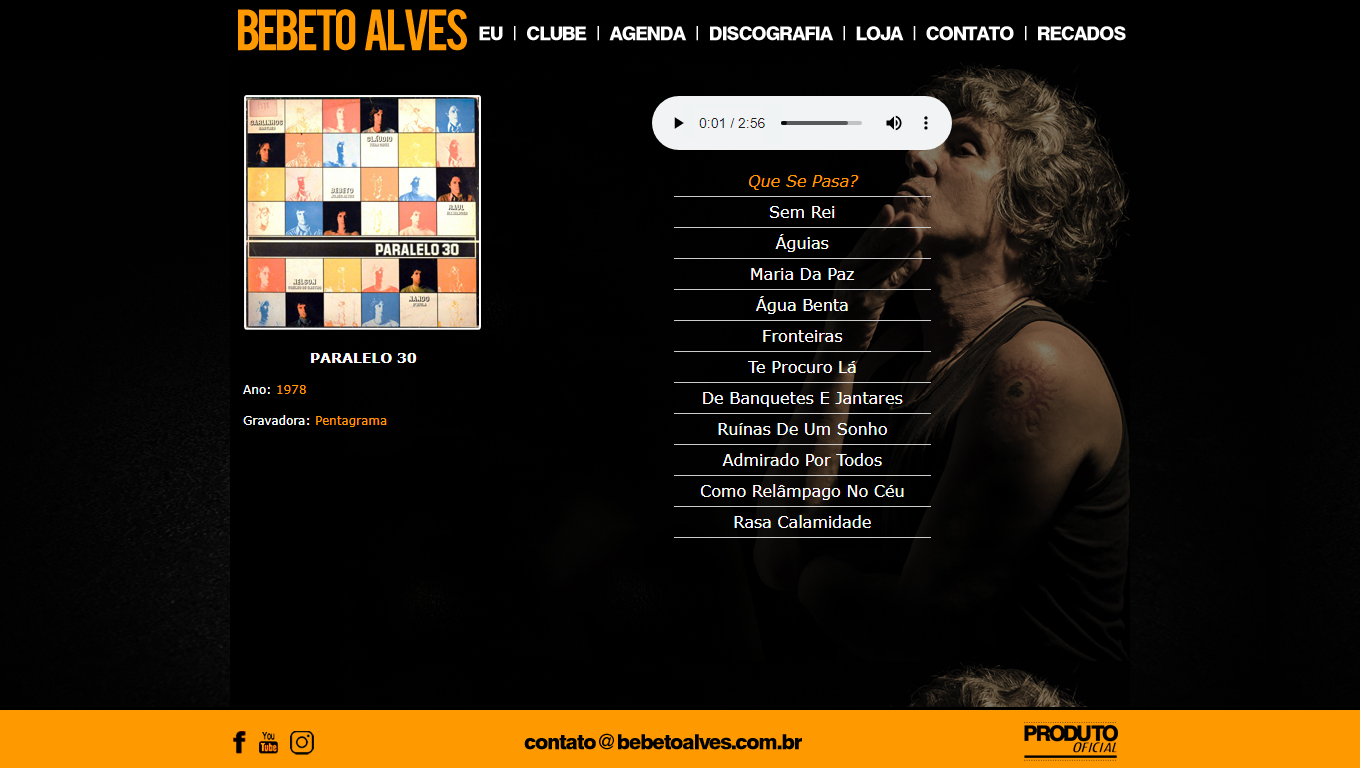 BEBETO ALVES
EU | CLUBE | AGENDA | DISCOGRAFIA | LOJA | CONTATO | RECADOS
CARLINHOS
CLÁUDIO
BEBETO
RAUL
PARALELO 30
NELSON
NANDO
PARALELO 30
Ano: 1978
Gravadora: Pentagrama
0:01 / 2:56
Que Se Pasa?
Sem Rei
Águias
Maria Da Paz
Água Benta
Fronteiras
Te Procuro Lá
De Banquetes E Jantares
Ruínas De Um Sonho
Admirado Por Todos
Como Relâmpago No Céu
Rasa Calamidade
You
Tube
contato@bebetoalves.com.br
PRODUTO
OFICIAL